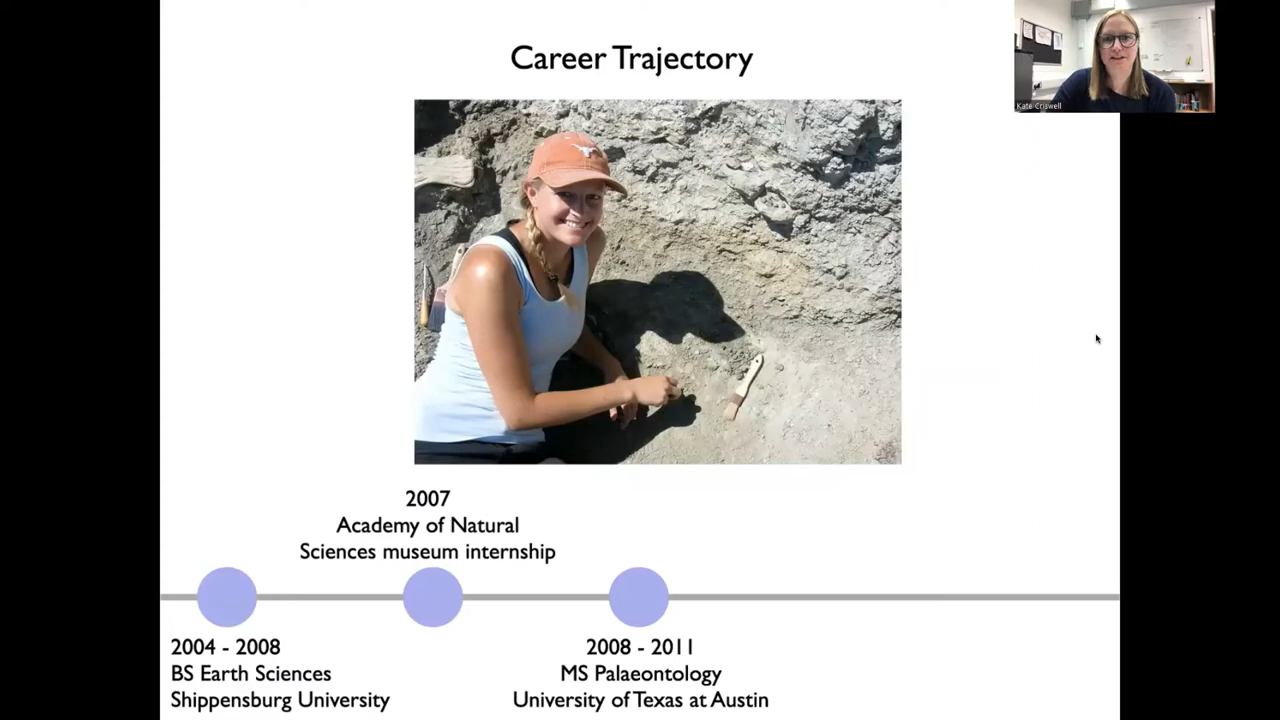 Career Trajectory
Kate Criswell
2007
Academy of Natural
Sciences museum internship
2004 - 2008
BS Earth Sciences
Shippensburg University
2008 - 2011
MS Palaeontology
University of Texas at Austin